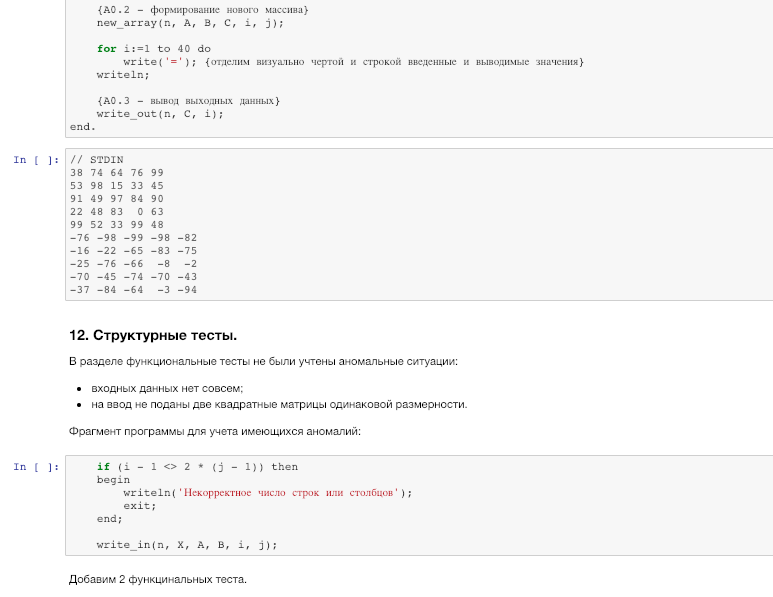 {A0.2 - формирование нового массива}
new_array(n, A, B, C, i, j);
for i:=1 to 40 do
write('='); {отделим визуально чертой и строкой введенные и выводимые значения}
writeln;
{A0.3 - вывод выходных данных}
write_out(n, C, i);
end.
In [ ]: // STDIN
38 74 64 76 99
53 98 15 33 45
91 49 97 84 90
22 48 83  0 63
99 52 33 99 48
-76 -98 -99 -98 -82
-16 -22 -65 -83 -75
-25 -76 -66  -8  -2
-70 -45 -74 -70 -43
-37 -84 -64  -3 -94
12. Структурные тесты.
В разделе функциональные тесты не были учтены аномальные ситуации:
• входных данных нет совсем;
• на ввод не поданы две квадратные матрицы одинаковой размерности.
Фрагмент программы для учета имеющихся аномалий:
In [ ]: if (i - 1 <> 2 * (j - 1)) then
begin
writeln('Некорректное число строк или столбцов');
exit;
end;
write_in(n, X, A, B, i, j);
Добавим 2 функцинальных теста.